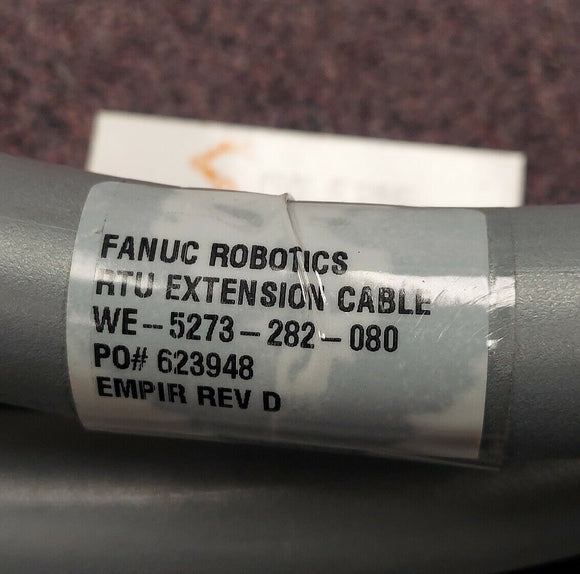 FANUC ROBOTICS
RTU EXTENSION CABLE
WE-5273-282-080
PO# 623948
EMPIR REV D